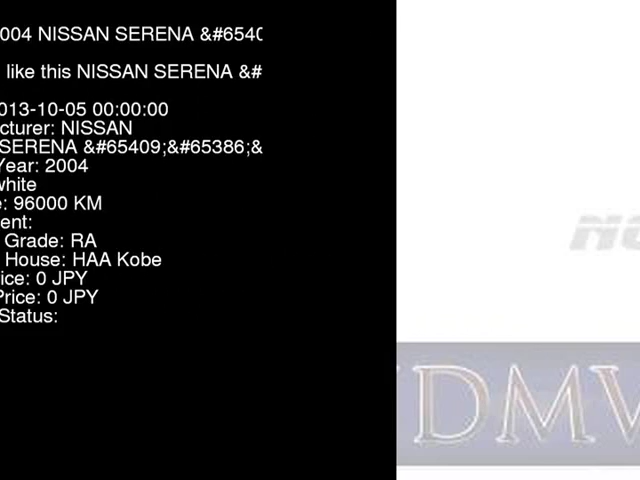 004 NISSAN SERENA &#6540
like this NISSAN SERENA &#
013-10-05 00:00:00
cturer: NISSAN
SERENA &#65409;&#65386;&
Year: 2004
white
e: 96000 KM
ent:
Grade: RA
House: HAA Kobe
ice: 0 JPY
Price: 0 JPY
Status:
NO
DMV